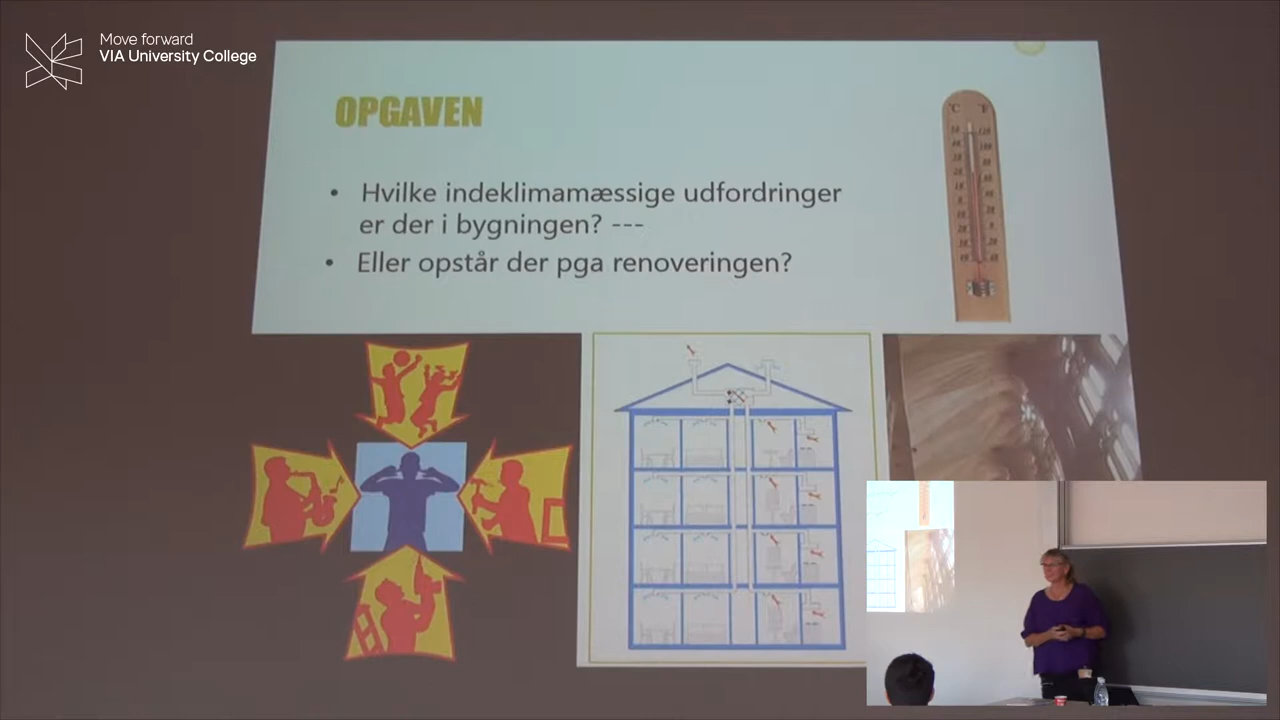 Move forward
VIA University College
OPGAVEN
• Hvilke indeklimamæssige udfordringer
er der i bygningen? ---
• Eller opstår der pga renoveringen?
C F